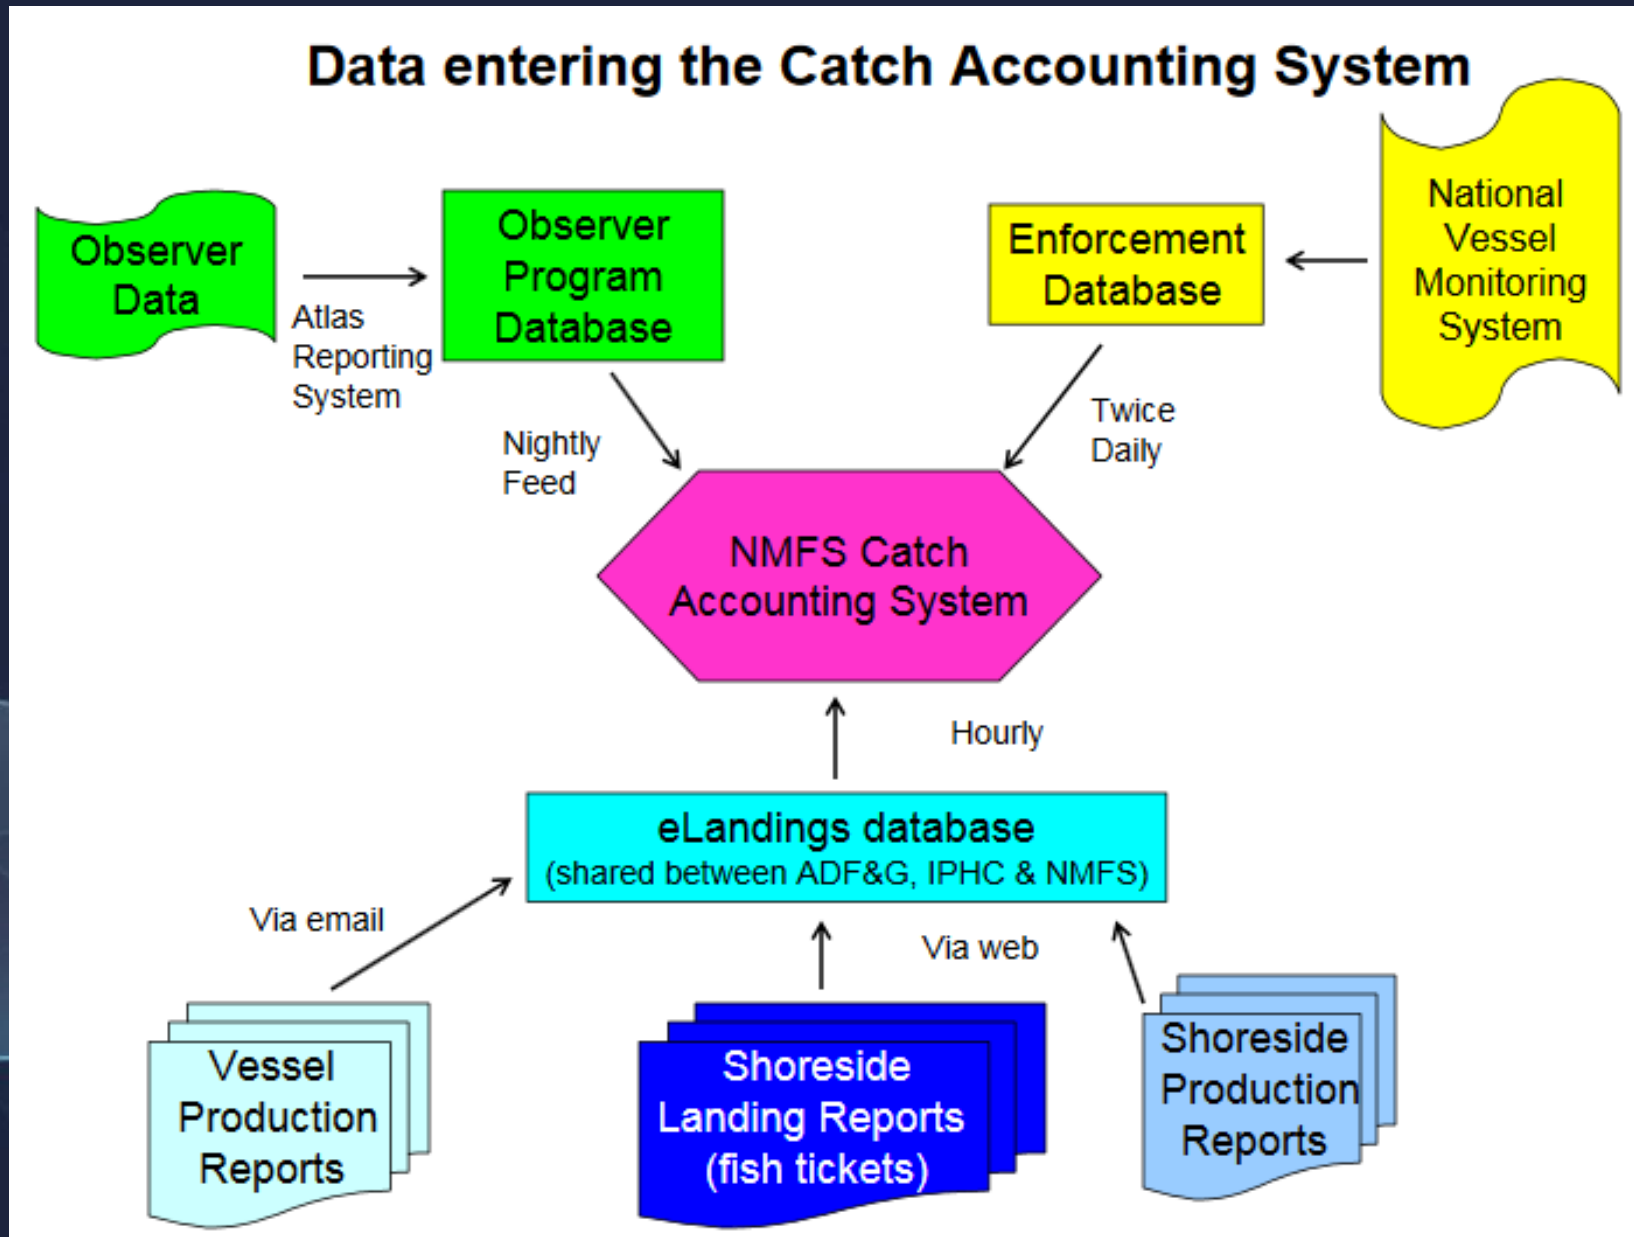 Data entering the Catch Accounting System
Observer
Data
Atlas
Reporting
System
Observer
Program
Database
Nightly
Feed
Enforcement
Database
National
Vessel
Monitoring
System
Twice
Daily
NMFS Catch
Accounting System
Hourly
eLandings database
(shared between ADF&G, IPHC & NMFS)
Via email
Via web
Vessel
Production
Reports
Shoreside
Landing Reports
(fish tickets)
Shoreside
Production
Reports